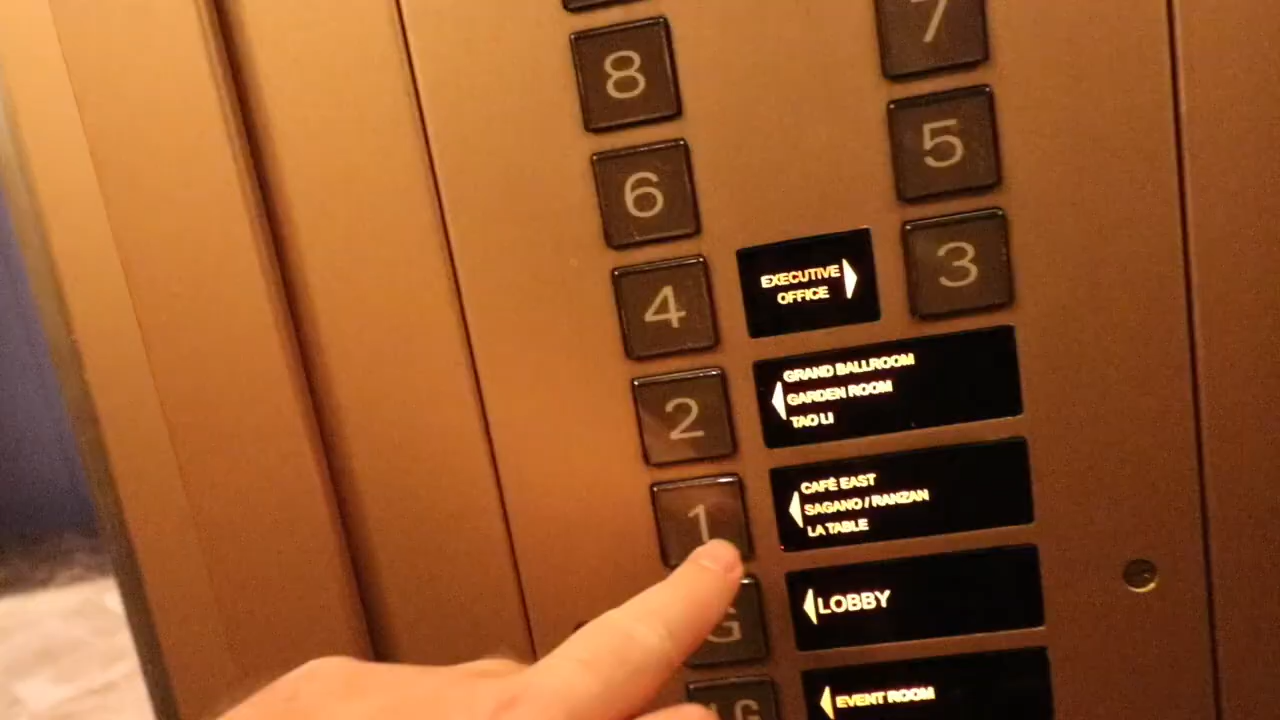 7
8
5
6
EXECUTIVE
OFFICE
3
4
GRAND BALLROOM
GARDEN ROOM
TAO LI
2
CAFÉ EAST
SAGANO / RANZAN
LA TABLE
1
LOBBY
G
EVENT ROOM
LG